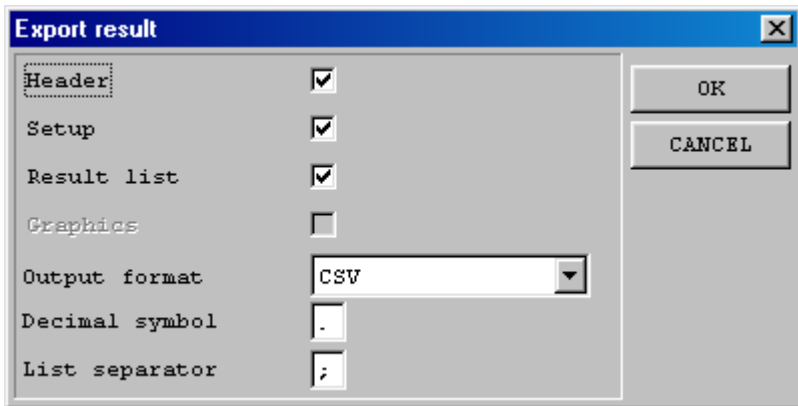 Export result
Header
OK
Setup
CANCEL
Result list
Graphics
Output format CSV
Decimal symbol .
List separator ;